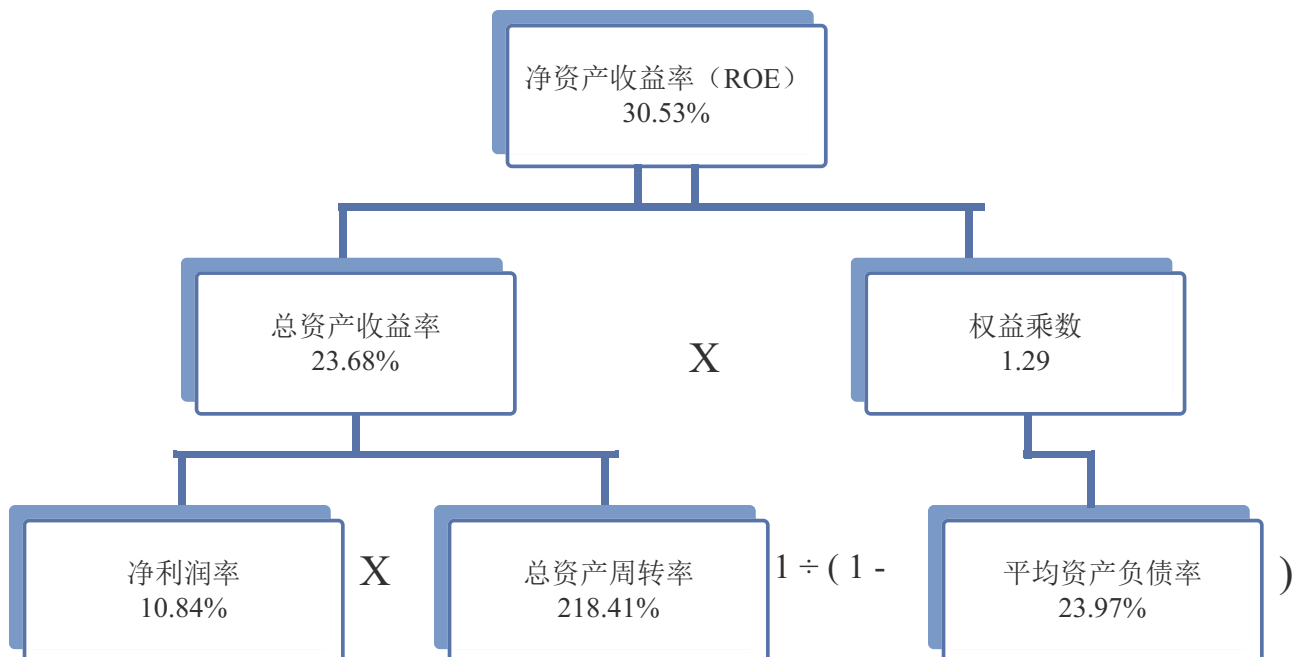 净资产收益率（ROE）
30.53%
总资产收益率
23.68%
X
权益乘数
1.29
净利润率
10.84%
X
总资产周转率
218.41%
1 ÷ ( 1 -
平均资产负债率
23.97%
)